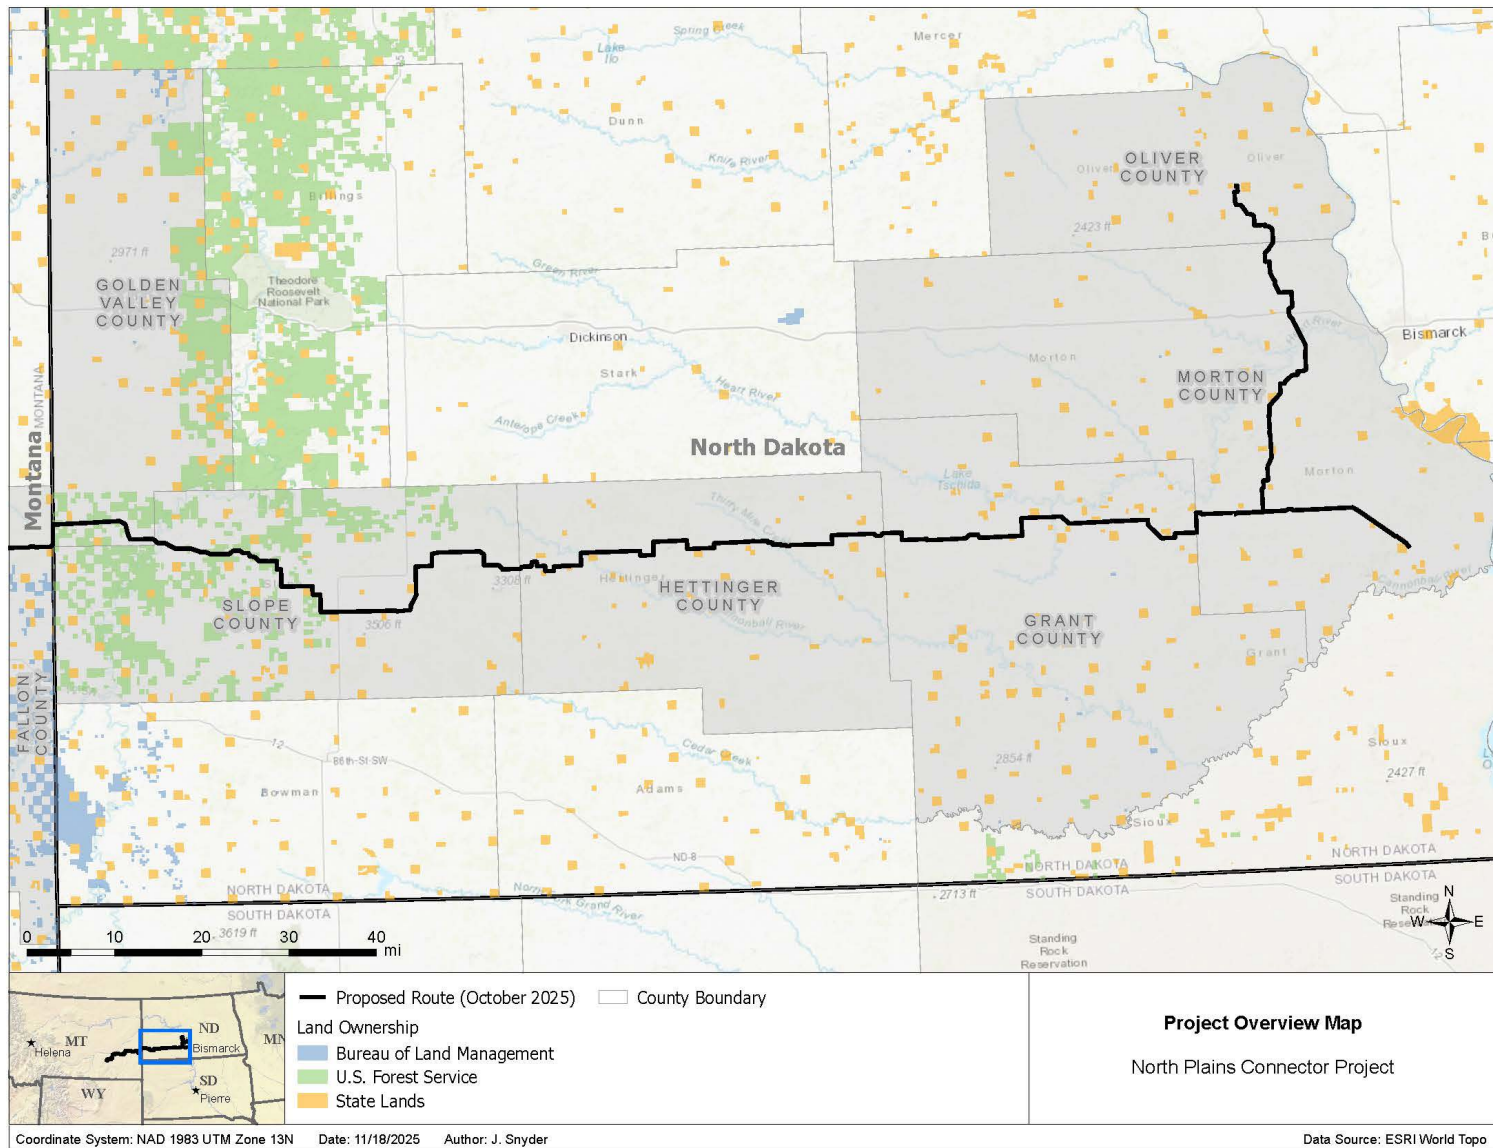 Spring Creek
Mercer
Lake
Ilo
Dunn
Knife River
OLIVER
COUNTY
Oliver
Oliver
Billings
2423 ft
2971 ft
GOLDEN
VALLEY
COUNTY
Green River
Theodore
Roosevelt
National Park
Dickinson
Bismarck
River
Stark
Morton
MORTON
COUNTY
Heart River
Antelope Creek
MONTANA
Montana
North Dakota
Lake
Tschida
Morton
Thirty Mile
3308 ft
Hettinger
HETTINGER
COUNTY
Cannonball River
Cannonball River
SLOPE
COUNTY
3506 ft
GRANT
COUNTY
Grant
FALLON
COUNTY
12
86th-St-SW
Cedar Creek
Sioux
2854 ft
2427 ft
Bowman
Adams
Sioux
ND-8
NORTH DAKOTA
SOUTH DAKOTA
NORTH DAKOTA
SOUTH DAKOTA
NORTH DAKOTA
SOUTH DAKOTA
North Fork Grand River
2713 ft
3619 ft
Standing
Rock
Reservation
Standing
Rock
12
N
W
E
S
0 10 20 30 40
mi
MT
ND
MN
Helena
Bismarck
SD
WY
Pierre
Proposed Route (October 2025)
County Boundary
Land Ownership
Bureau of Land Management
U.S. Forest Service
State Lands
Project Overview Map
North Plains Connector Project
Coordinate System: NAD 1983 UTM Zone 13N Date: 11/18/2025 Author: J. Snyder
Data Source: ESRI World Topo